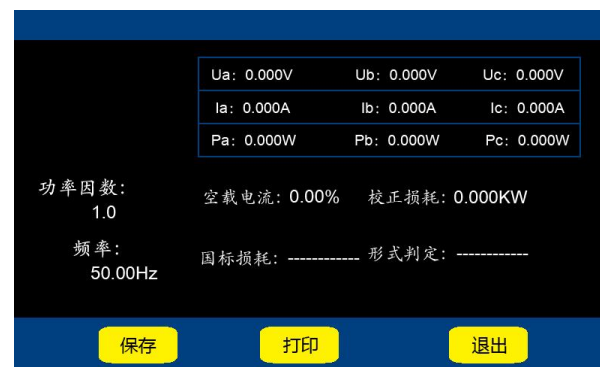 Ua: 0.000V Ub: 0.000V Uc: 0.000V
Ia: 0.000A Ib: 0.000A Ic: 0.000A
Pa: 0.000W Pb: 0.000W Pc: 0.000W
功率因数:
1.0
空载电流: 0.00% 校正损耗: 0.000KW
频率:
50.00Hz
国标损耗: ------------ 形式判定: ------------
保存 打印 退出